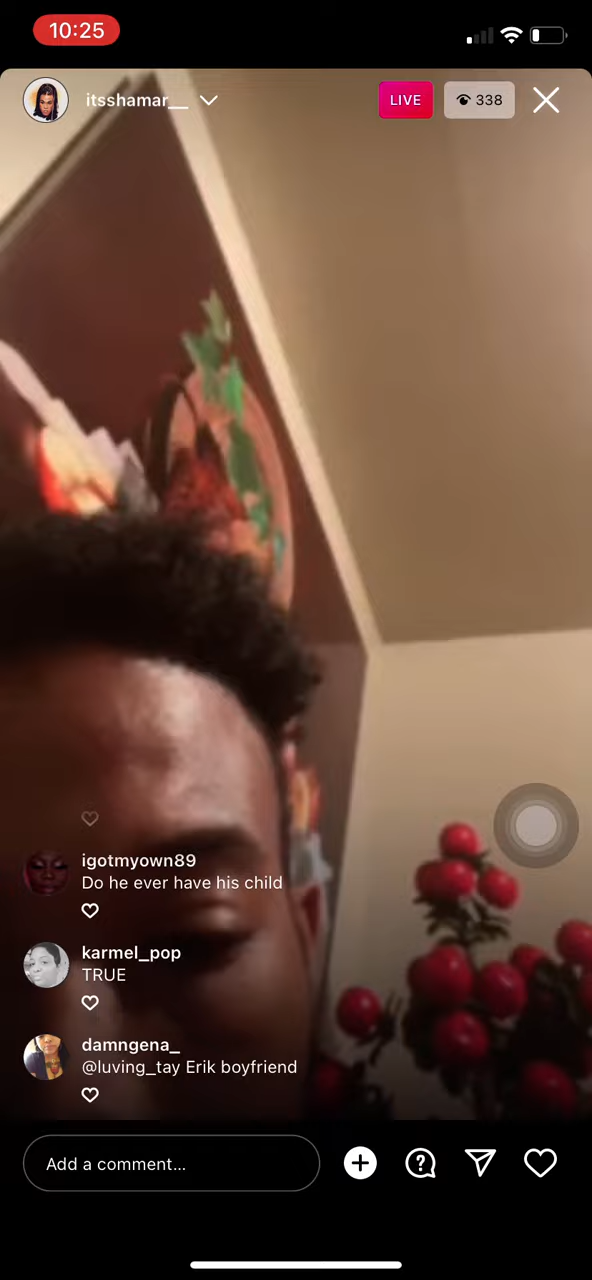 10:25
itsshamar__
LIVE
338
igotmyown89
Do he ever have his child
karmel_pop
TRUE
damngena_
@luving_tay Erik boyfriend
Add a comment...